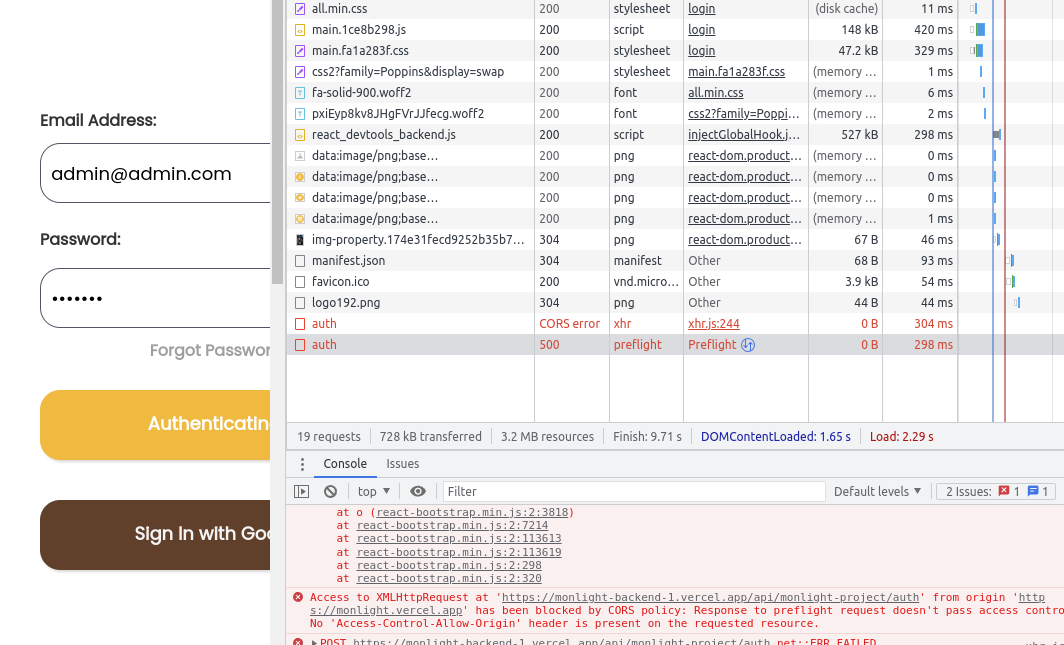 Email Address:
admin@admin.com
Password:
•••••••
Forgot Passwor
Authenticatin
Sign in with Goo
all.min.css 200 stylesheet login (disk cache) 11 ms
main.1ce8b298.js 200 script login 148 kB 420 ms
main.fa1a283f.css 200 stylesheet login 47.2 kB 329 ms
css2?family=Poppins&display=swap 200 stylesheet main.fa1a283f.css (memory … 1 ms
fa-solid-900.woff2 200 font all.min.css (memory … 6 ms
pxiEyp8kv8JHgFVrJJfecg.woff2 200 font css2?family=Poppi… (memory … 2 ms
react_devtools_backend.js 200 script injectGlobalHook.j… 527 kB 298 ms
data:image/png;base… 200 png react-dom.product… (memory … 0 ms
data:image/png;base… 200 png react-dom.product… (memory … 0 ms
data:image/png;base… 200 png react-dom.product… (memory … 0 ms
data:image/png;base… 200 png react-dom.product… (memory … 1 ms
img-property.174e31fecd9252b35b7… 304 png react-dom.product… 67 B 46 ms
manifest.json 304 manifest Other 68 B 93 ms
favicon.ico 200 vnd.micro… Other 3.9 kB 54 ms
logo192.png 304 png Other 44 B 44 ms
auth CORS error xhr xhr.js:244 0 B 304 ms
auth 500 preflight Preflight 0 B 298 ms
19 requests 728 kB transferred 3.2 MB resources Finish: 9.71 s DOMContentLoaded: 1.65 s Load: 2.29 s
Console Issues
top ▼ Filter Default levels ▼ 2 Issues: 1 1
at o (react-bootstrap.min.js:2:3818)
at react-bootstrap.min.js:2:7214
at react-bootstrap.min.js:2:113613
at react-bootstrap.min.js:2:113619
at react-bootstrap.min.js:2:298
at react-bootstrap.min.js:2:320
Access to XMLHttpRequest at 'https://monlight-backend-1.vercel.app/api/monlight-project/auth' from origin 'http
s://monlight.vercel.app' has been blocked by CORS policy: Response to preflight request doesn't pass access contro
No 'Access-Control-Allow-Origin' header is present on the requested resource.
POST https://monlight-backend-1.vercel.app/api/monlight-project/auth net::ERR_FAILED